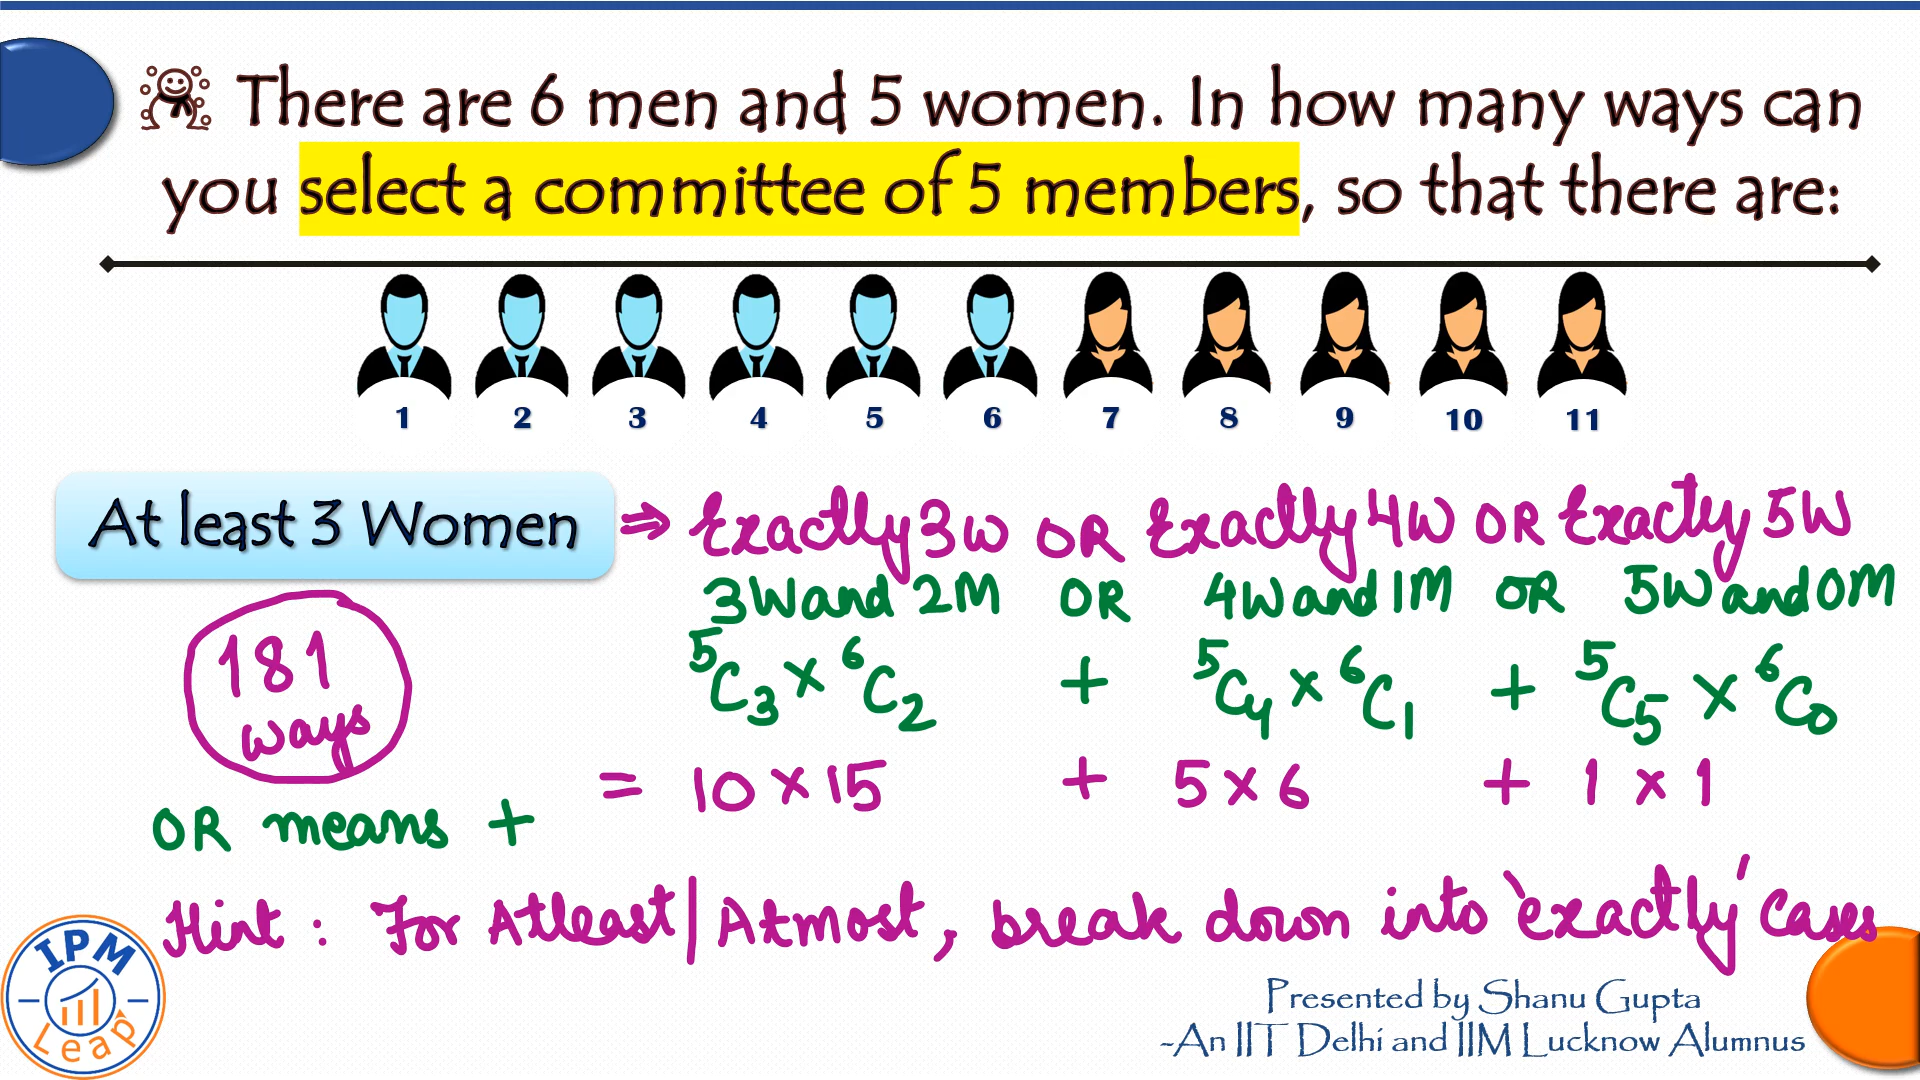 There are 6 men and 5 women. In how many ways can
you select a committee of 5 members, so that there are:
1 2 3 4 5 6 7 8 9 10 11
At least 3 Women ⇒ Exactly 3W OR Exactly 4W OR Exactly 5W
3W and 2M OR 4W and 1M OR 5W and 0M
⁵C₃ × ⁶C₂ + ⁵C₄ × ⁶C₁ + ⁵C₅ × ⁶C₀
181
ways
= 10 × 15 + 5 × 6 + 1 × 1
OR means +
Hint : For Atleast/Atmost, break down into 'exactly' cases
IPM
Leap
Presented by Shanu Gupta
-An IIT Delhi and IIM Lucknow Alumnus